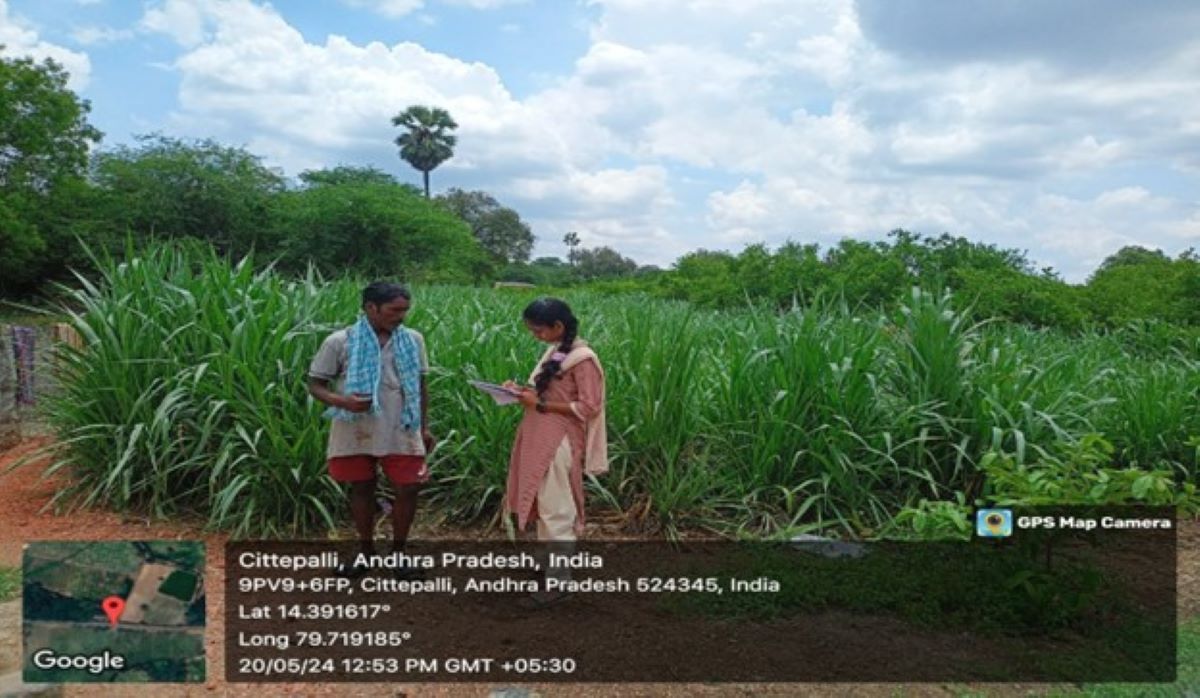 GPS Map Camera
Cittepalli, Andhra Pradesh, India
9PV9+6FP, Cittepalli, Andhra Pradesh 524345, India
Lat 14.391617°
Long 79.719185°
20/05/24 12:53 PM GMT +05:30
Google